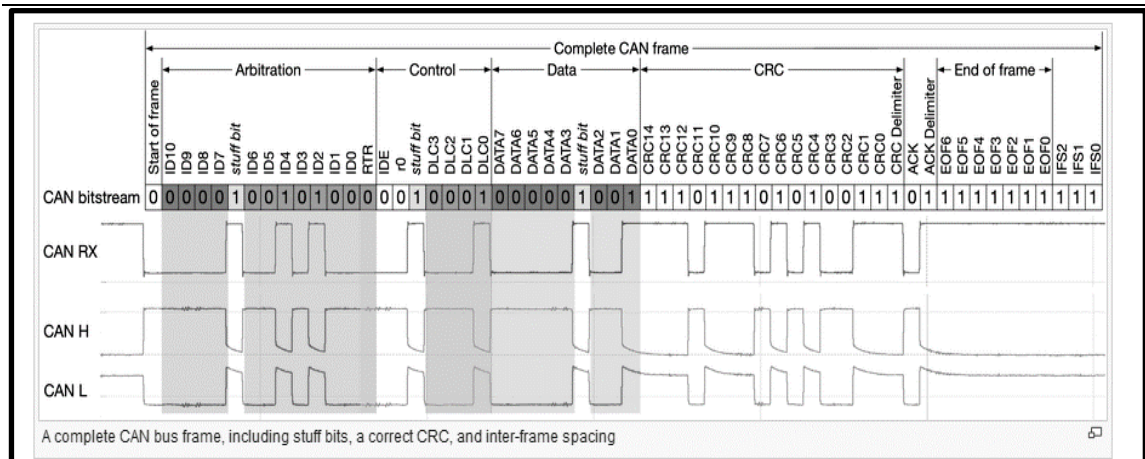 Complete CAN frame
Arbitration Control Data CRC End of frame
Start of frame ID10 ID9 ID8 ID7 stuff bit ID6 ID5 ID4 ID3 ID2 ID1 ID0 RTR IDE r0 stuff bit DLC3 DLC2 DLC1 DLC0 DATA7 DATA6 DATA5 DATA4 DATA3 stuff bit DATA2 DATA1 DATA0 CRC14 CRC13 CRC12 CRC11 CRC10 CRC9 CRC8 CRC7 CRC6 CRC5 CRC4 CRC3 CRC2 CRC1 CRC0 CRC Delimiter ACK ACK Delimiter EOF6 EOF5 EOF4 EOF3 EOF2 EOF1 EOF0 IFS2 IFS1 IFS0
CAN bitstream 0 0 0 0 0 1 0 0 1 0 1 0 0 0 0 0 1 0 0 0 1 0 0 0 0 0 1 0 0 1 1 1 1 0 1 1 1 0 1 0 1 0 0 1 1 1 0 1 1 1 1 1 1 1 1 1 1 1
CAN RX
CAN H
CAN L
A complete CAN bus frame, including stuff bits, a correct CRC, and inter-frame spacing